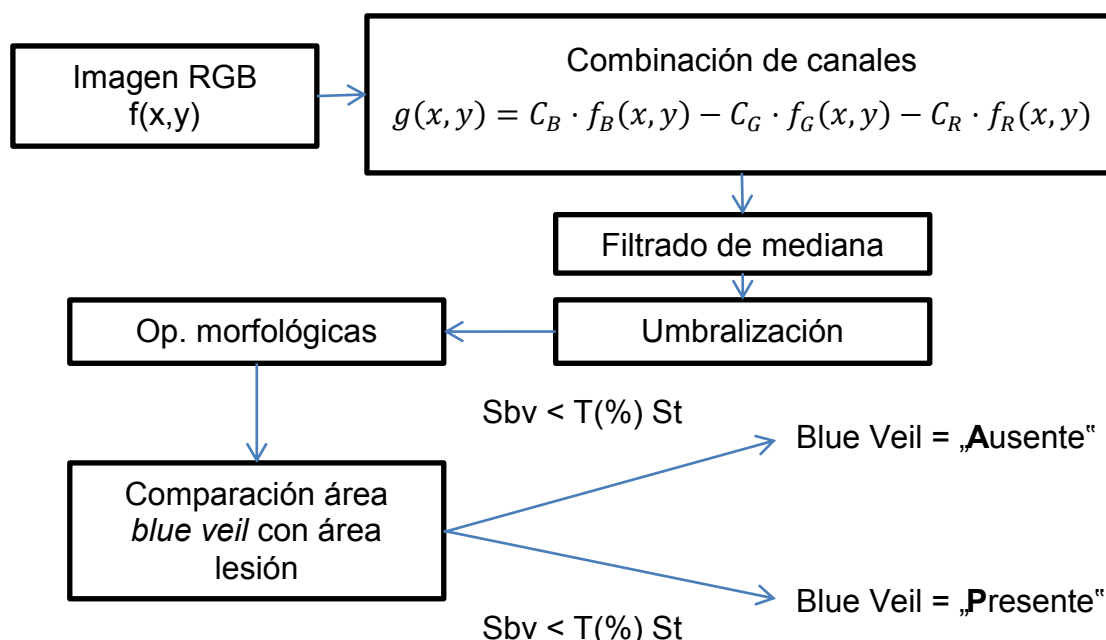 Imagen RGB
f(x,y)
Combinación de canales
g(x, y) = C_B · f_B(x, y) − C_G · f_G(x, y) − C_R · f_R(x, y)
Filtrado de mediana
Umbralización
Op. morfológicas
Sbv < T(%) St
Blue Veil = „Ausente‟
Comparación área
blue veil con área
lesión
Blue Veil = „Presente‟
Sbv < T(%) St